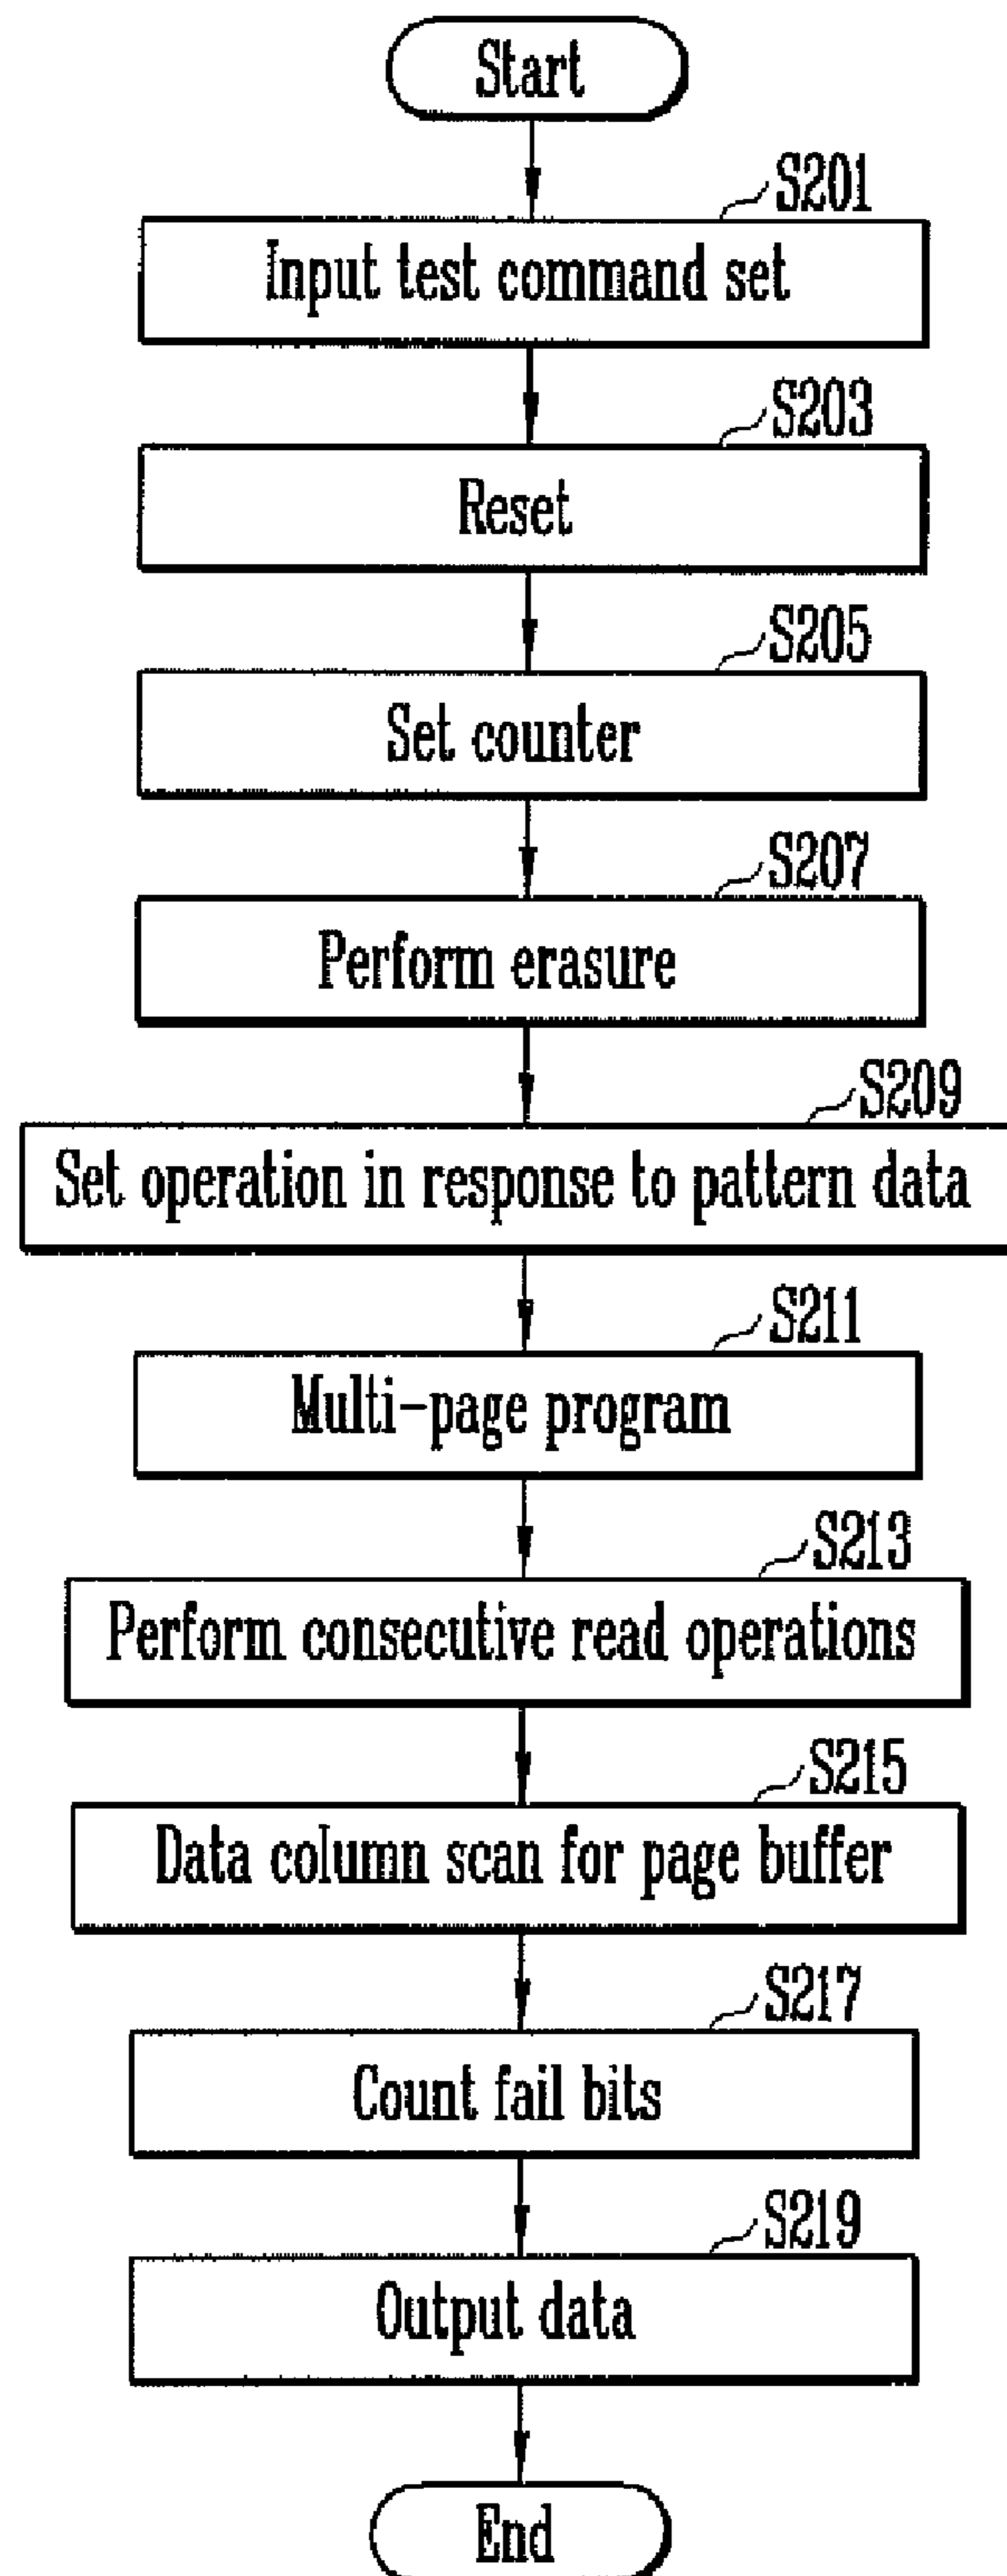 Start
S201
Input test command set
S203
Reset
S205
Set counter
S207
Perform erasure
S209
Set operation in response to pattern data
S211
Multi-page program
S213
Perform consecutive read operations
S215
Data column scan for page buffer
S217
Count fail bits
S219
Output data
End